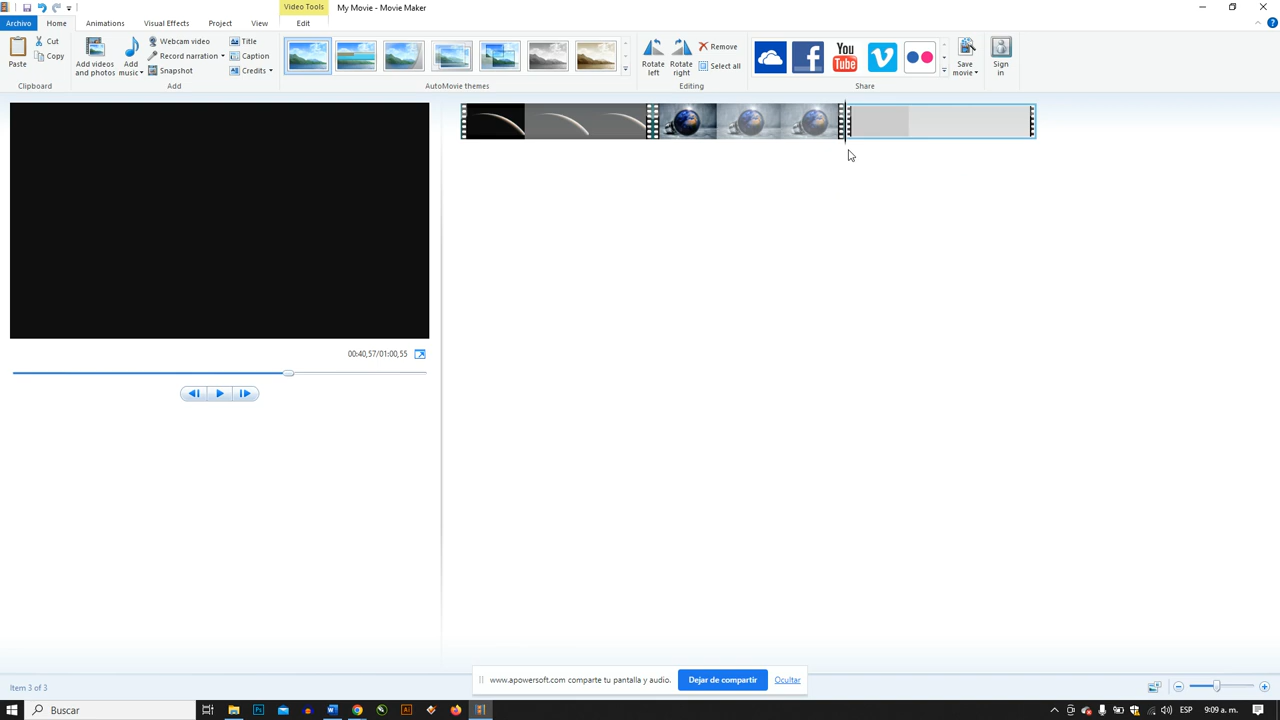 Video Tools
My Movie - Movie Maker
Archivo
Home
Animations
Visual Effects
Project
View
Edit
Paste
Cut
Copy
Clipboard
Add videos
and photos
Add
music
Webcam video
Record narration
Snapshot
Title
Caption
Credits
Add
AutoMovie themes
Rotate
left
Rotate
right
Remove
Select all
Editing
You
Tube
Share
Save
movie
Sign
in
00:40,57/01:00,55
www.apowersoft.com comparte tu pantalla y audio.
Dejar de compartir
Ocultar
Item 3 of 3
Buscar
ESP
9:09 a. m.